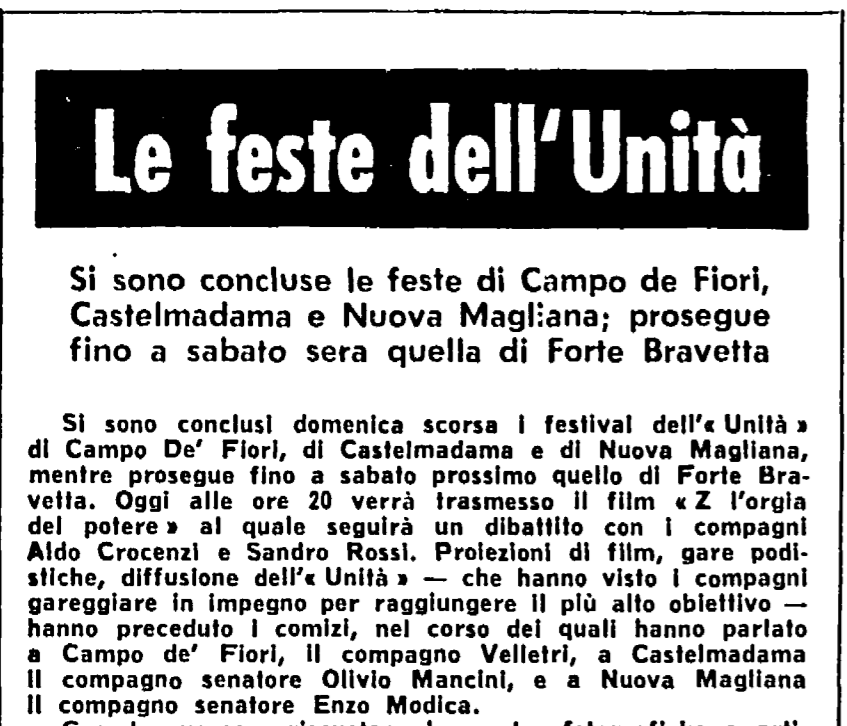 Le feste dell'Unità
Si sono concluse le feste di Campo de Fiori,
Castelmadama e Nuova Magliana; prosegue
fino a sabato sera quella di Forte Bravetta
Si sono conclusi domenica scorsa i festival dell'« Unità »
di Campo De' Fiori, di Castelmadama e di Nuova Magliana,
mentre prosegue fino a sabato prossimo quello di Forte Bra-
vetta. Oggi alle ore 20 verrà trasmesso il film « Z l'orgia
del potere » al quale seguirà un dibattito con i compagni
Aldo Crocenzi e Sandro Rossi. Proiezioni di film, gare podi-
stiche, diffusione dell'« Unità » — che hanno visto i compagni
gareggiare in impegno per raggiungere il più alto obiettivo —
hanno preceduto i comizi, nel corso dei quali hanno parlato
a Campo de' Fiori, il compagno Velletri, a Castelmadama
il compagno senatore Olivio Mancini, e a Nuova Magliana
il compagno senatore Enzo Modica.